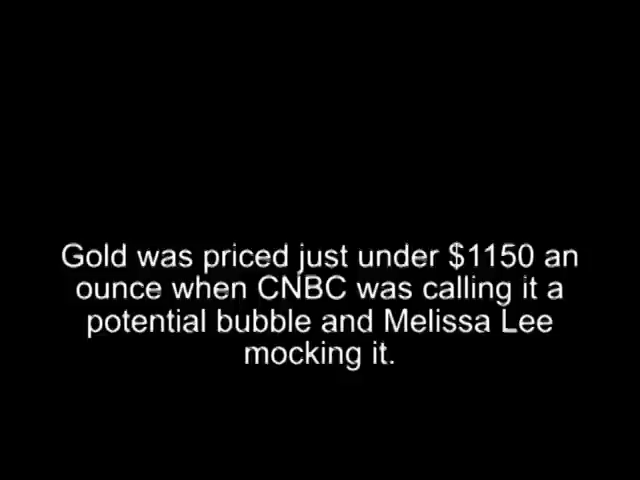 Gold was priced just under $1150 an
ounce when CNBC was calling it a
potential bubble and Melissa Lee
mocking it.